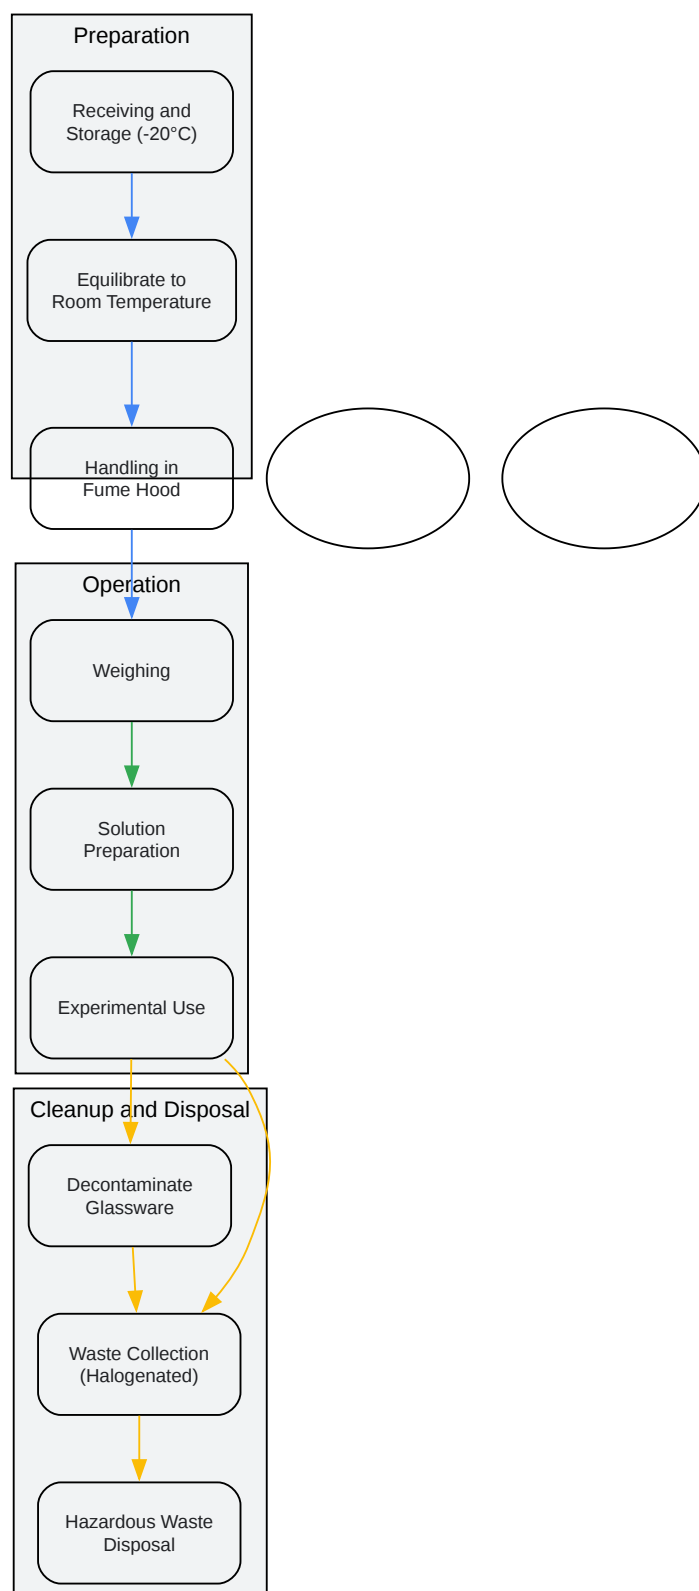 Preparation
Receiving and
Storage (-20°C)
Equilibrate to
Room Temperature
Handling in
Fume Hood
Operation
Weighing
Solution
Preparation
Experimental Use
Cleanup and Disposal
Decontaminate
Glassware
Waste Collection
(Halogenated)
Hazardous Waste
Disposal